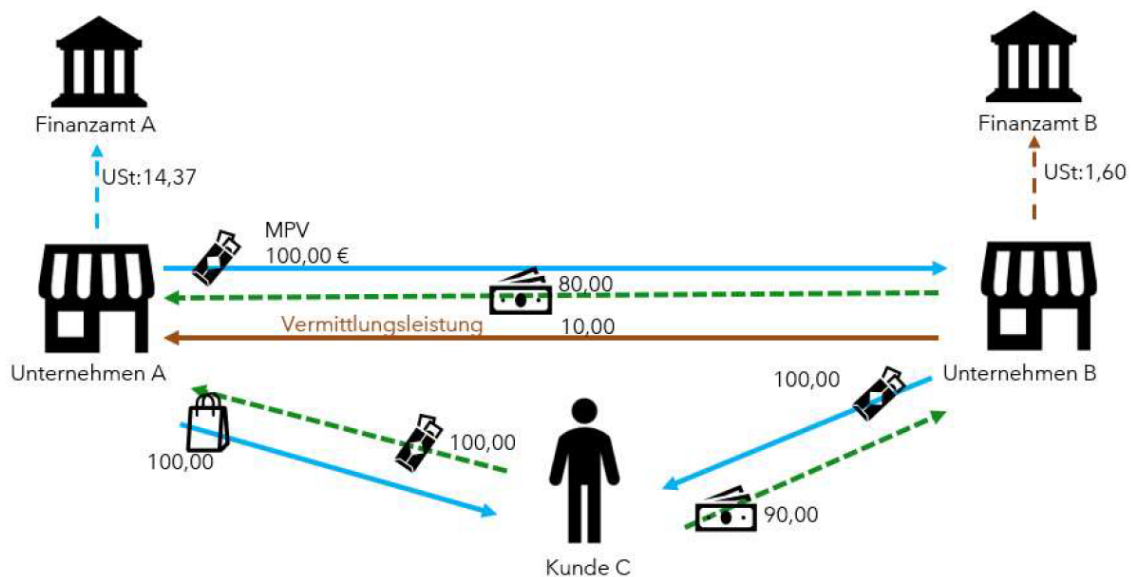 Finanzamt A
Finanzamt B
USt:14,37
USt:1,60
MPV
100,00 €
80,00
Vermittlungsleistung
10,00
Unternehmen A
Unternehmen B
100,00
100,00
100,00
90,00
Kunde C